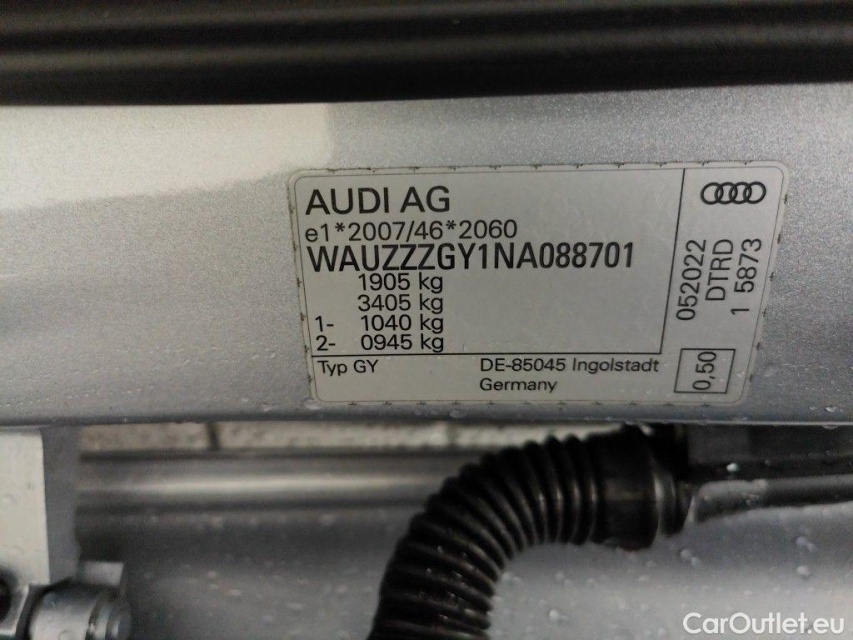 AUDI AG
e1*2007/46*2060
WAUZZZGY1NA088701
1905 kg
3405 kg
1- 1040 kg
2- 0945 kg
Typ GY
DE-85045 Ingolstadt
Germany
052022
DTRD
1 5873
0,50
CarOutlet.eu